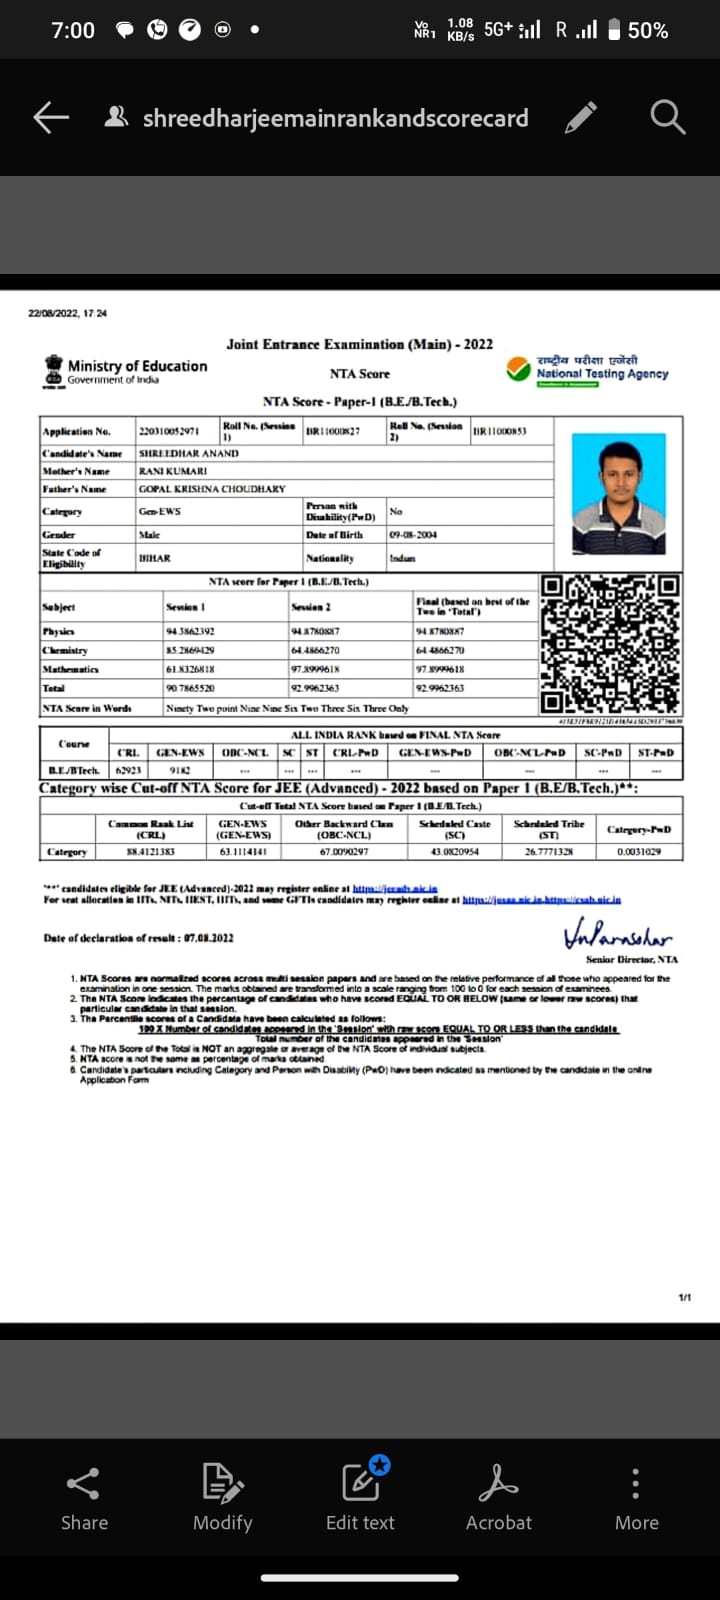 7:00
Vo
NR1
1.08
KB/s
5G+
R
50%
shreedharjeemainrankandscorecard
22/08/2022, 17:24
Joint Entrance Examination (Main) - 2022
Ministry of Education
Government of India
NTA Score
राष्ट्रीय परीक्षा एजेंसी
National Testing Agency
NTA Score - Paper-1 (B.E./B.Tech.)
Application No. 220310052971 Roll No. (Session 1) BR11000827 Roll No. (Session 2) BR11000853
Candidate's Name SHREEDHAR ANAND
Mother's Name RANI KUMARI
Father's Name GOPAL KRISHNA CHOUDHARY
Category Gen-EWS Person with Disability(PwD) No
Gender Male Date of Birth 09-08-2004
State Code of Eligibility BIHAR Nationality Indian
NTA score for Paper 1 (B.E./B.Tech.)
Subject Session 1 Session 2 Final (based on best of the Two in 'Total')
Physics 94.3862392 94.8780887 94.8780887
Chemistry 85.2869429 64.4866270 64.4866270
Mathematics 61.8326818 97.8999618 97.8999618
Total 90.7865520 92.9962363 92.9962363
NTA Score in Words Ninety Two point Nine Nine Six Two Three Six Three Only
ALL INDIA RANK based on FINAL NTA Score
Course CRL GEN-EWS OBC-NCL SC ST CRL-PwD GEN-EWS-PwD OBC-NCL-PwD SC-PwD ST-PwD
B.E./BTech. 62923 9182 --- --- --- --- --- --- --- ---
Category wise Cut-off NTA Score for JEE (Advanced) - 2022 based on Paper 1 (B.E/B.Tech.)**:
Cut-off Total NTA Score based on Paper 1 (B.E/B.Tech.)
Common Rank List (CRL) GEN-EWS (GEN-EWS) Other Backward Class (OBC-NCL) Scheduled Caste (SC) Scheduled Tribe (ST) Category-PwD
Category 88.4121383 63.1114141 67.0090297 43.0820954 26.7771328 0.0031029
'**' candidates eligible for JEE (Advanced)-2022 may register online at https://jeeadv.nic.in
For seat allocation in IITs, NITs, IIEST, IIITs, and some GFTIs candidates may register online at https://josaa.nic.in,https://csab.nic.in
Date of declaration of result : 07.08.2022
Senior Director, NTA
1. NTA Scores are normalized scores across multi session papers and are based on the relative performance of all those who appeared for the
examination in one session. The marks obtained are transformed into a scale ranging from 100 to 0 for each session of examinees.
2. The NTA Score indicates the percentage of candidates who have scored EQUAL TO OR BELOW (same or lower raw scores) that
particular candidate in that session.
3. The Percentile scores of a Candidate have been calculated as follows:
100 X Number of candidates appeared in the 'Session' with raw score EQUAL TO OR LESS than the candidate
Total number of the candidates appeared in the 'Session'
4. The NTA Score of the Total is NOT an aggregate or average of the NTA Score of individual subjects.
5. NTA score is not the same as percentage of marks obtained
6. Candidate's particulars including Category and Person with Disability (PwD) have been indicated as mentioned by the candidate in the online
Application Form
1/1
Share
Modify
Edit text
Acrobat
More